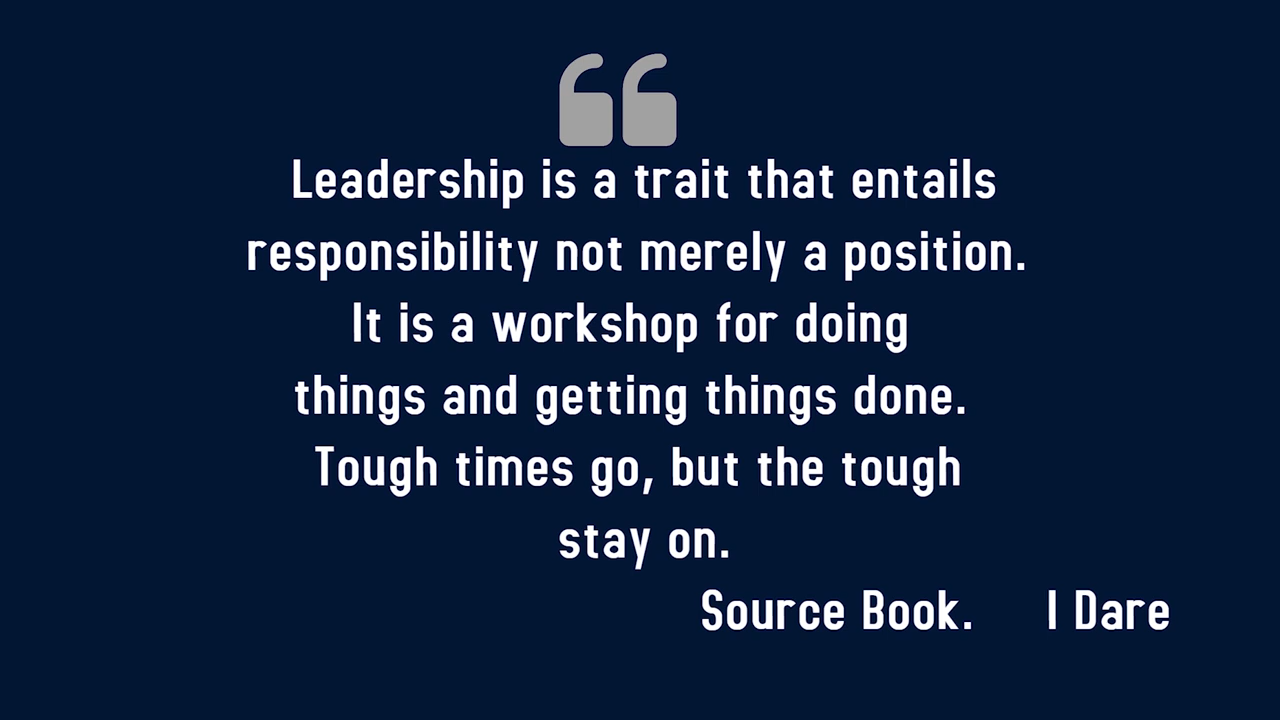 Leadership is a trait that entails
responsibility not merely a position.
It is a workshop for doing
things and getting things done.
Tough times go, but the tough
stay on.
Source Book. I Dare